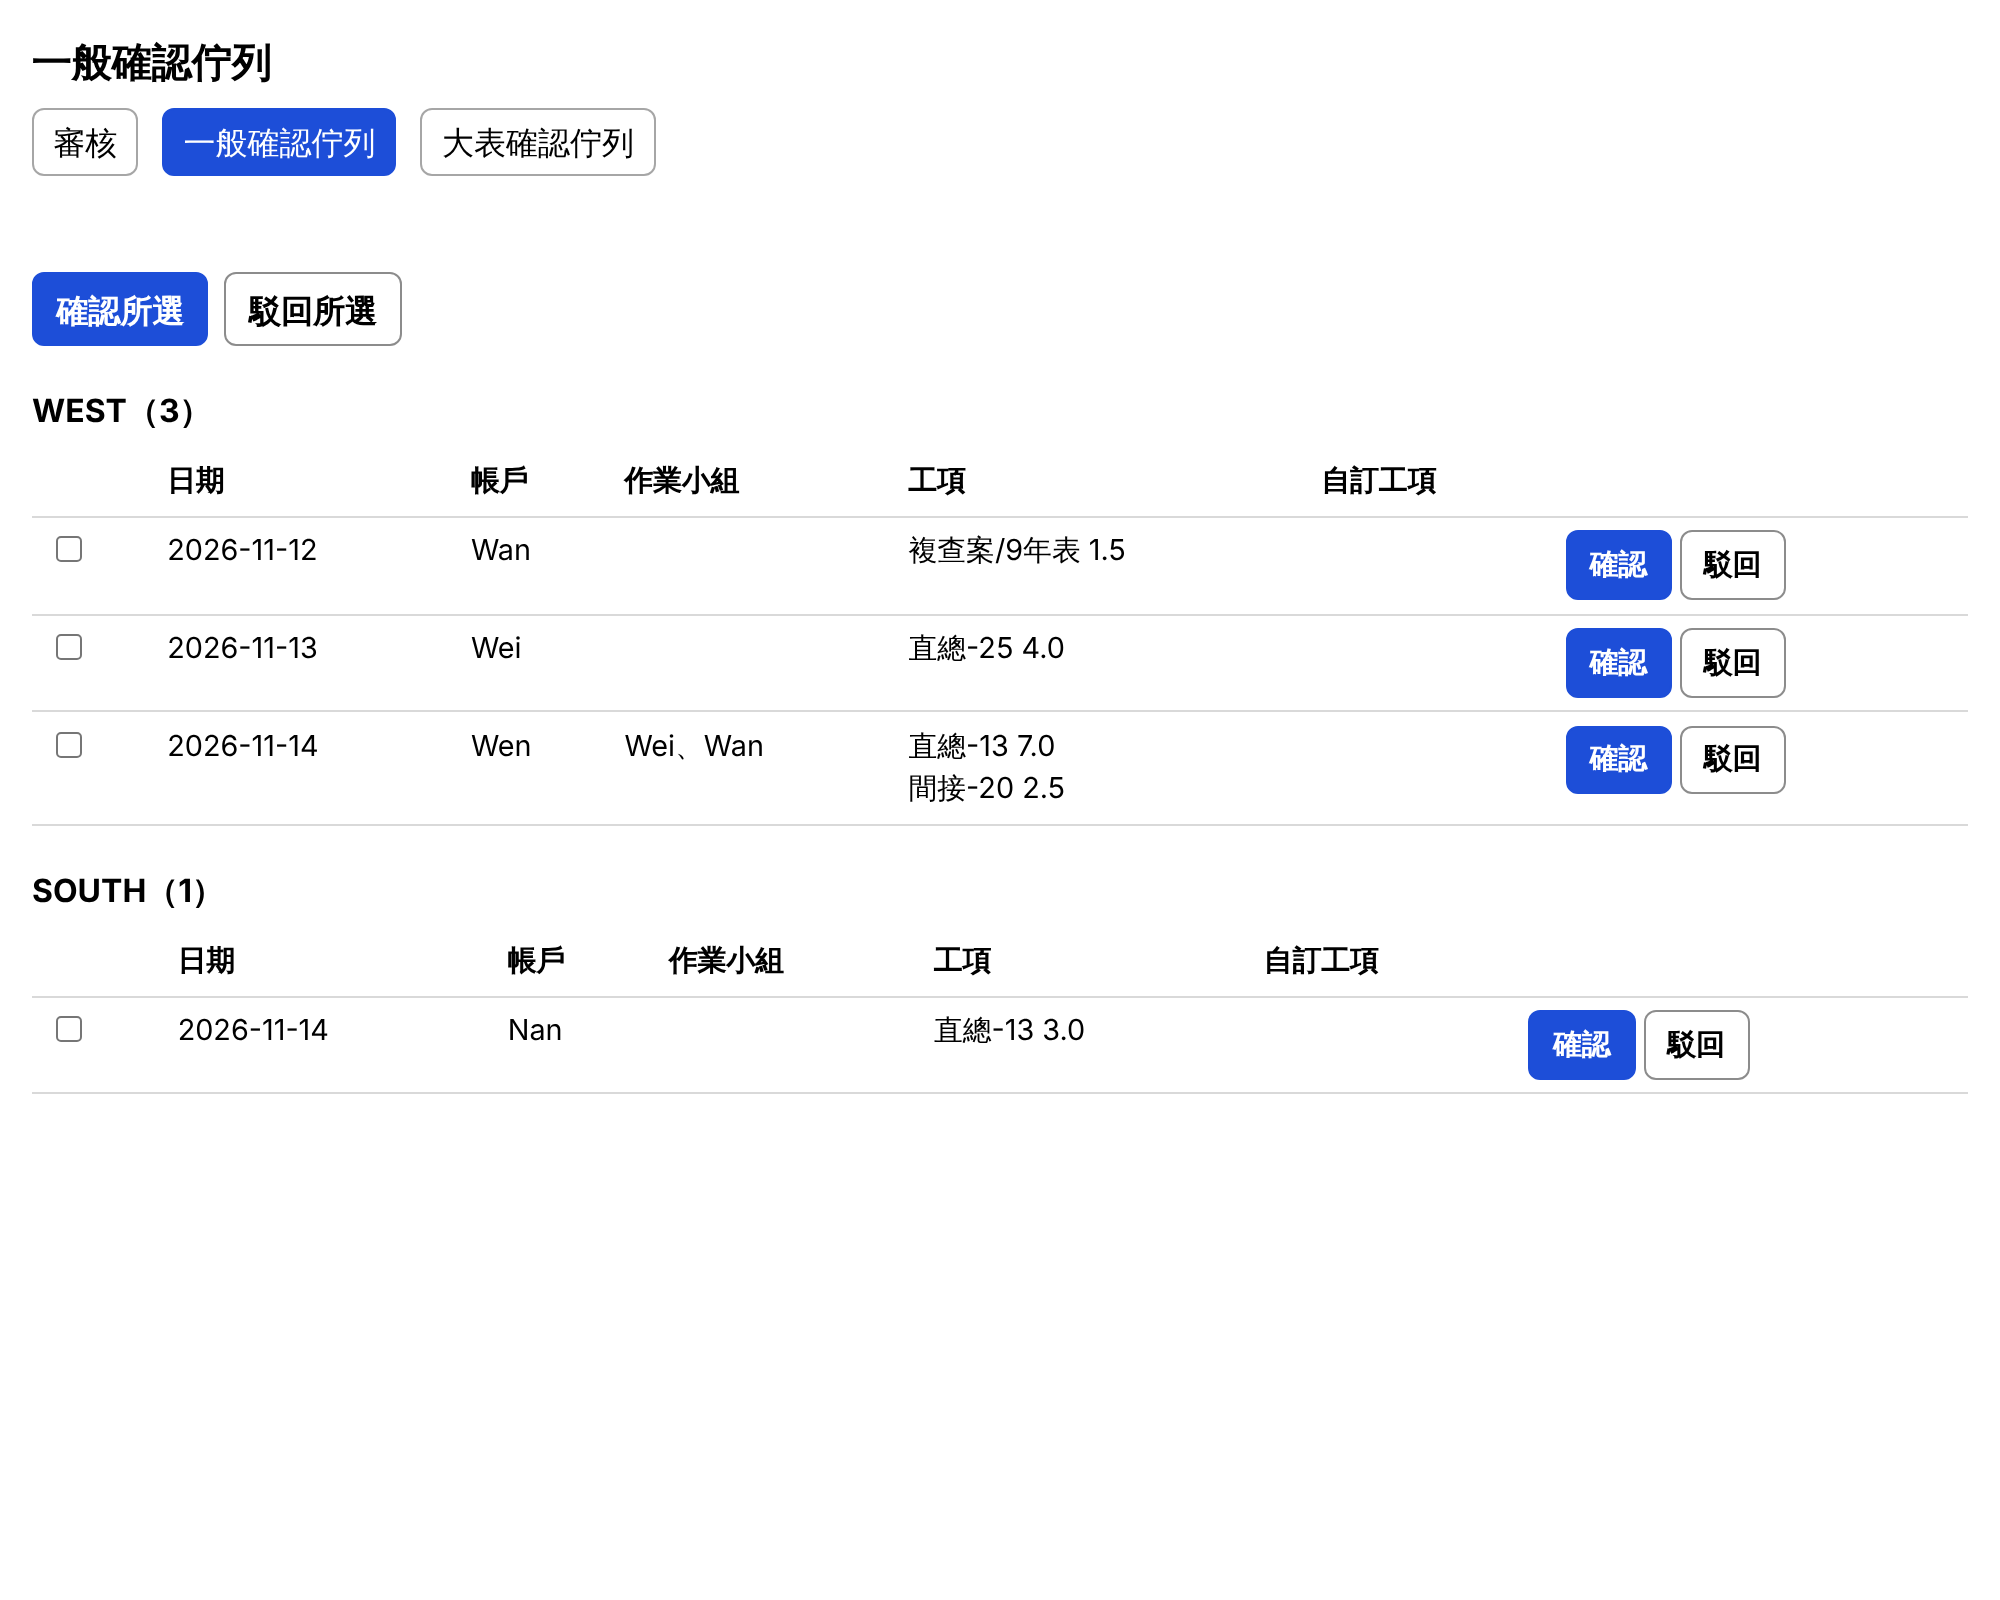 一般確認佇列
審核 一般確認佇列 大表確認佇列
確認所選 駁回所選
WEST（3）
日期 帳戶 作業小組 工項 自訂工項
2026-11-12 Wan 複查案/9年表 1.5 確認 駁回
2026-11-13 Wei 直總-25 4.0 確認 駁回
2026-11-14 Wen Wei、Wan 直總-13 7.0 確認 駁回
間接-20 2.5
SOUTH（1）
日期 帳戶 作業小組 工項 自訂工項
2026-11-14 Nan 直總-13 3.0 確認 駁回